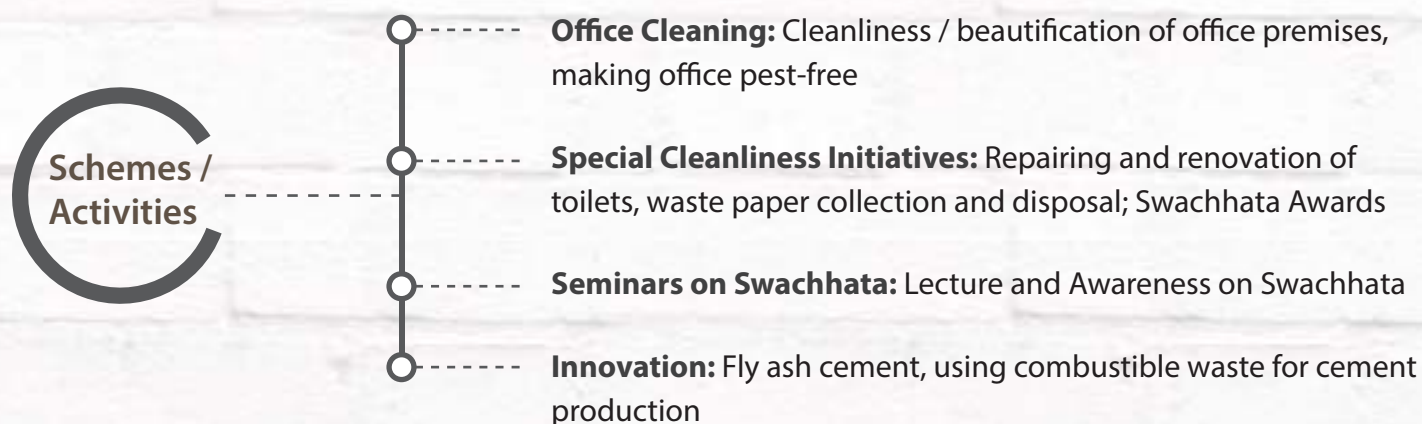 Schemes /
Activities
Office Cleaning: Cleanliness / beautification of office premises,
making office pest-free
Special Cleanliness Initiatives: Repairing and renovation of
toilets, waste paper collection and disposal; Swachhata Awards
Seminars on Swachhata: Lecture and Awareness on Swachhata
Innovation: Fly ash cement, using combustible waste for cement
production